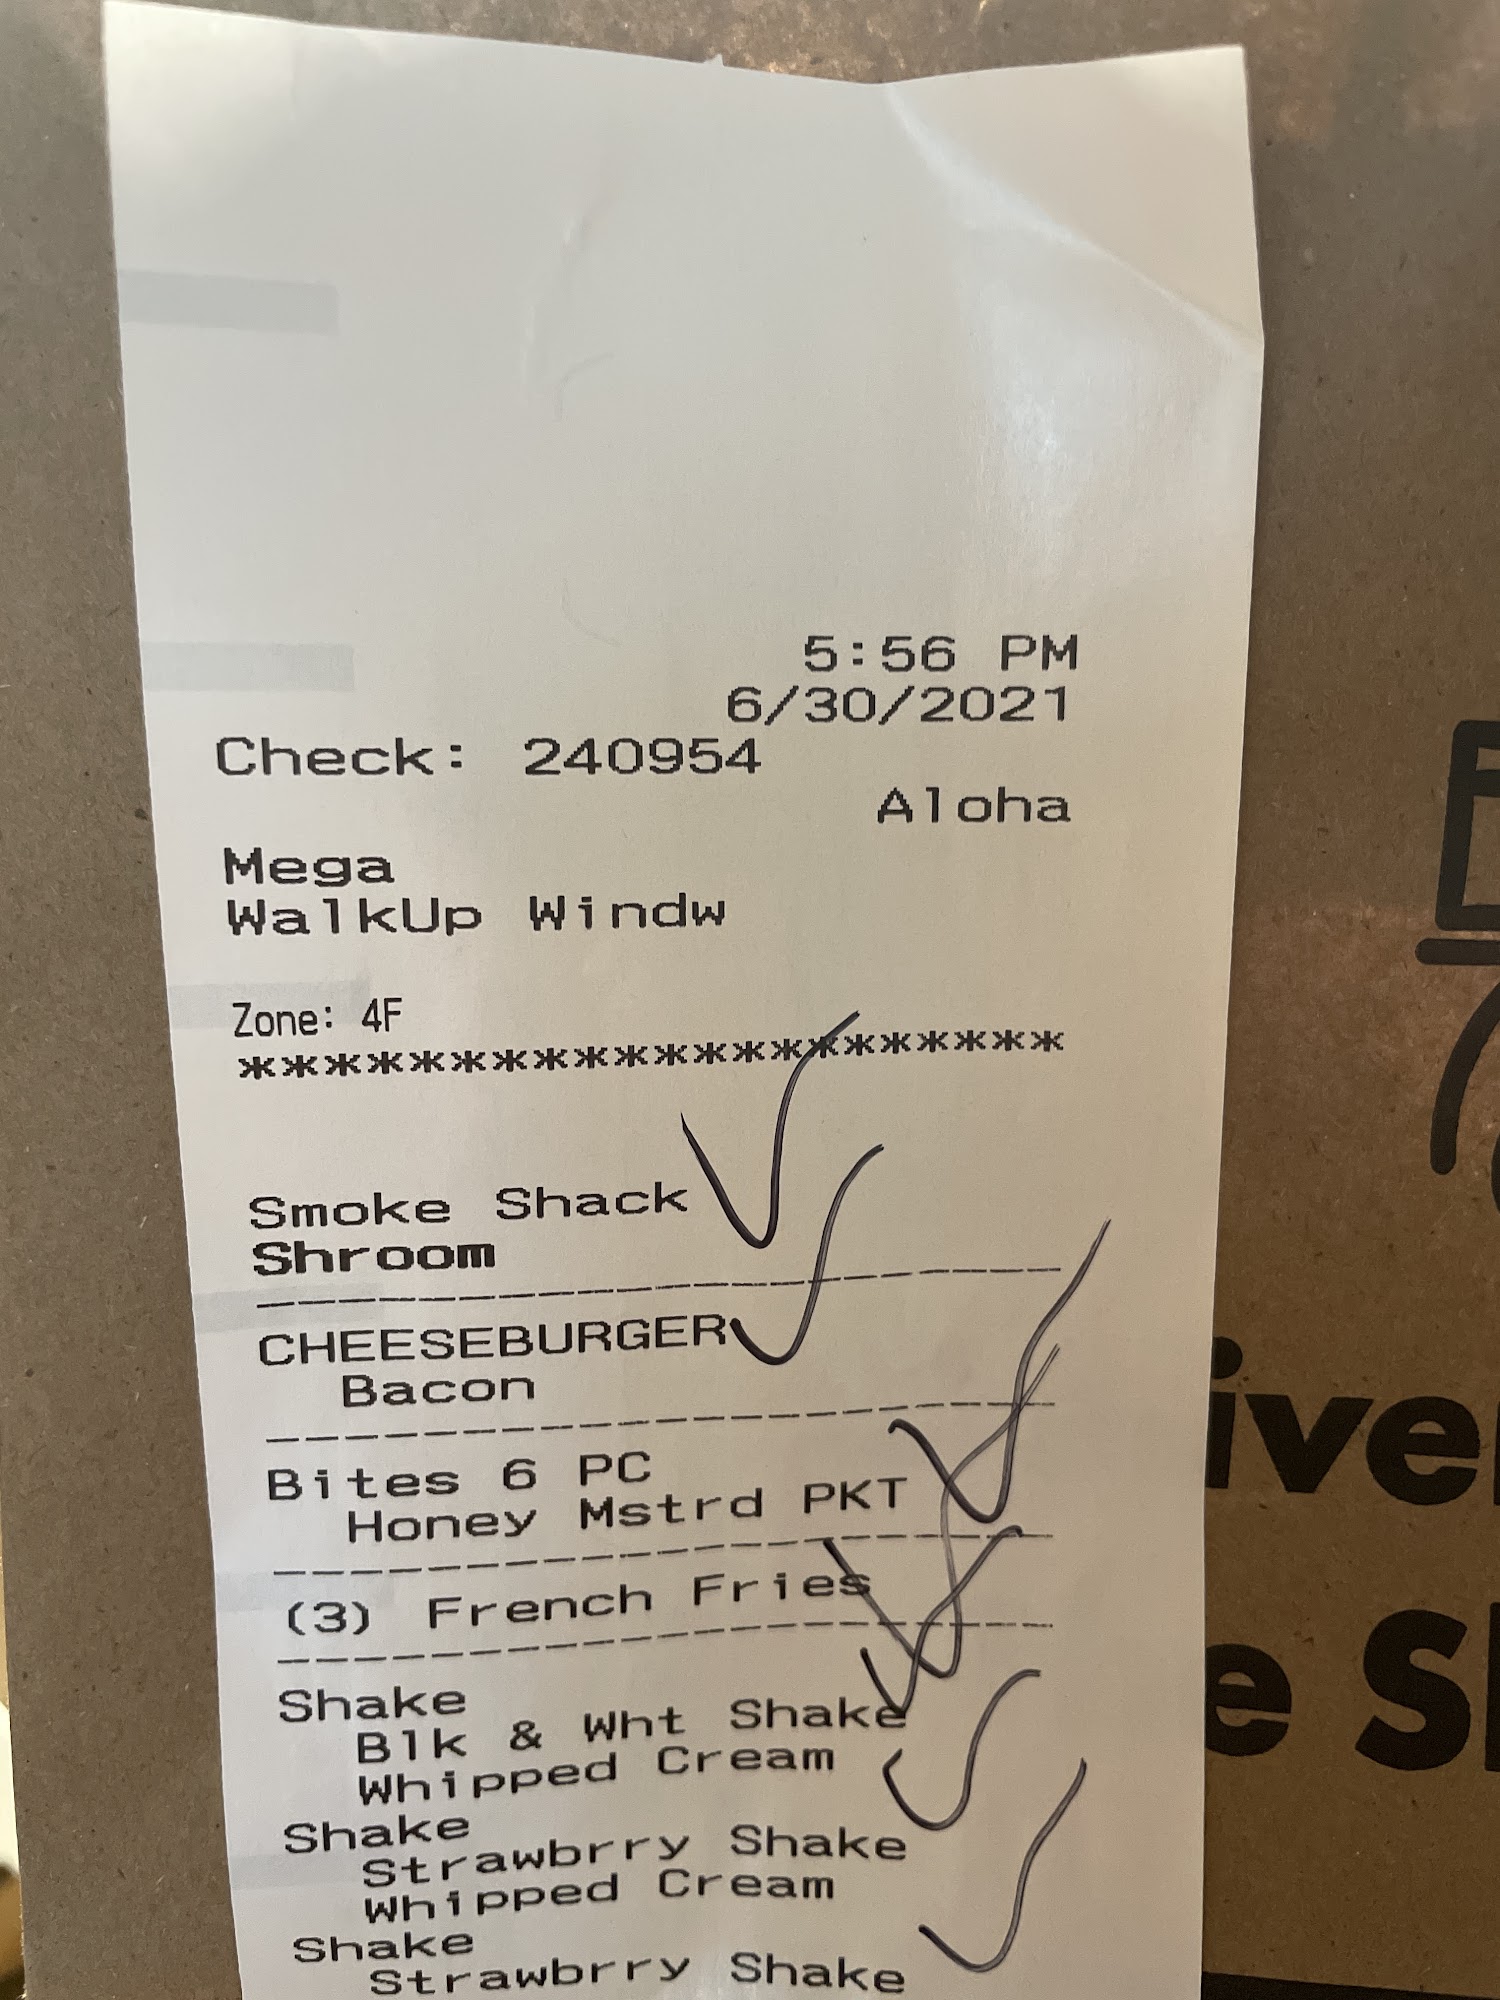 5:56 PM
6/30/2021
Check: 240954
Aloha
Mega
WalkUp Windw
Zone: 4F
*********************
Smoke Shack
Shroom
CHEESEBURGER
Bacon
Bites 6 PC
Honey Mstrd PKT
(3) French Fries
Shake
Blk & Wht Shake
Whipped Cream
Shake
Strawbrry Shake
Whipped Cream
Shake
Strawbrry Shake